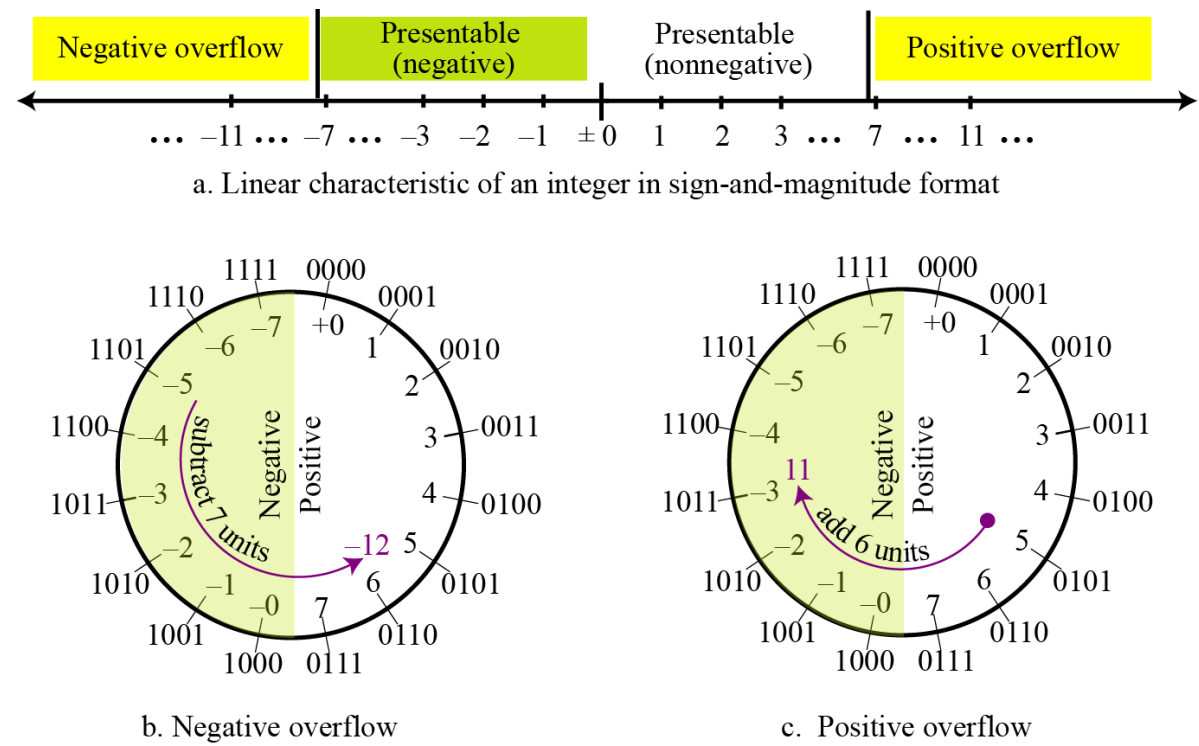 Negative overflow
Presentable
(negative)
Presentable
(nonnegative)
Positive overflow
... –11 ... –7 ... –3 –2 –1 ± 0 1 2 3 ... 7 ... 11 ...
a. Linear characteristic of an integer in sign-and-magnitude format
1111 0000
1110 0001
1101 0010
1100 0011
1011 0100
1010 0101
1001 0110
1000 0111
–7 +0
–6 1
–5 2
–4 3
–3 4
–2 5
–1 6
–0 7
Negative
Positive
subtract 7 units
–12
b. Negative overflow
1111 0000
1110 0001
1101 0010
1100 0011
1011 0100
1010 0101
1001 0110
1000 0111
–7 +0
–6 1
–5 2
–4 3
–3 4
–2 5
–1 6
–0 7
Negative
Positive
11
add 6 units
c. Positive overflow